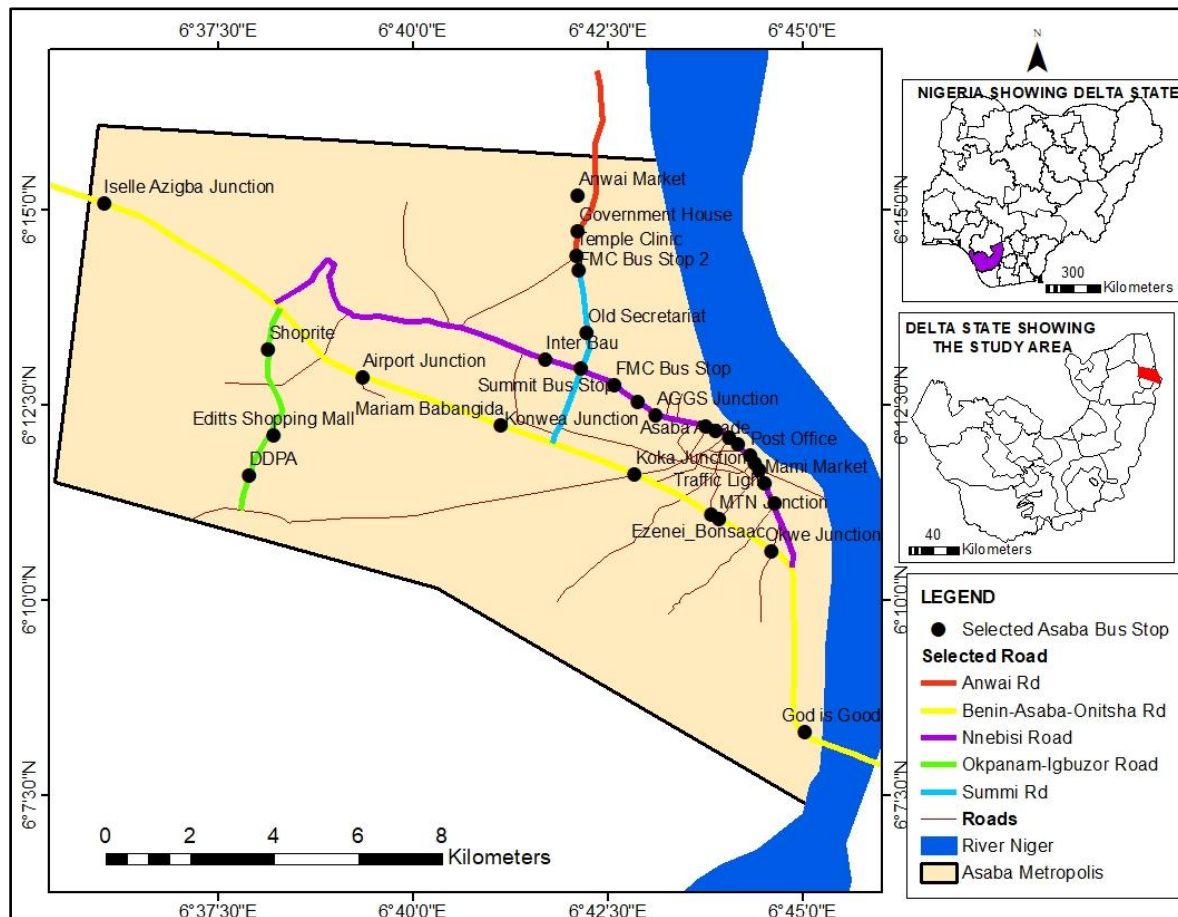 6°37'30"E 6°40'0"E 6°42'30"E 6°45'0"E
N
NIGERIA SHOWING DELTA STATE
300
Kilometers
DELTA STATE SHOWING
THE STUDY AREA
40
Kilometers
6°15'0"N
6°12'30"N
6°10'0"N
6°7'30"N
Iselle Azigba Junction
Anwai Market
Government House
Temple Clinic
FMC Bus Stop 2
Old Secretariat
Shoprite
Inter Bau
Airport Junction
FMC Bus Stop
Summit Bus Stop
Mariam Babangida
AGGS Junction
Editts Shopping Mall
Konwea Junction
Asaba Arcade
Post Office
DDPA
Koka Junction
Mami Market
Traffic Light
MTN Junction
Ezenei_Bonsaac
Okwe Junction
God is Good
6°15'0"N
6°12'30"N
6°10'0"N
6°7'30"N
0 2 4 6 8
Kilometers
6°37'30"E 6°40'0"E 6°42'30"E 6°45'0"E
LEGEND
Selected Asaba Bus Stop
Selected Road
Anwai Rd
Benin-Asaba-Onitsha Rd
Nnebisi Road
Okpanam-Igbuzor Road
Summi Rd
Roads
River Niger
Asaba Metropolis